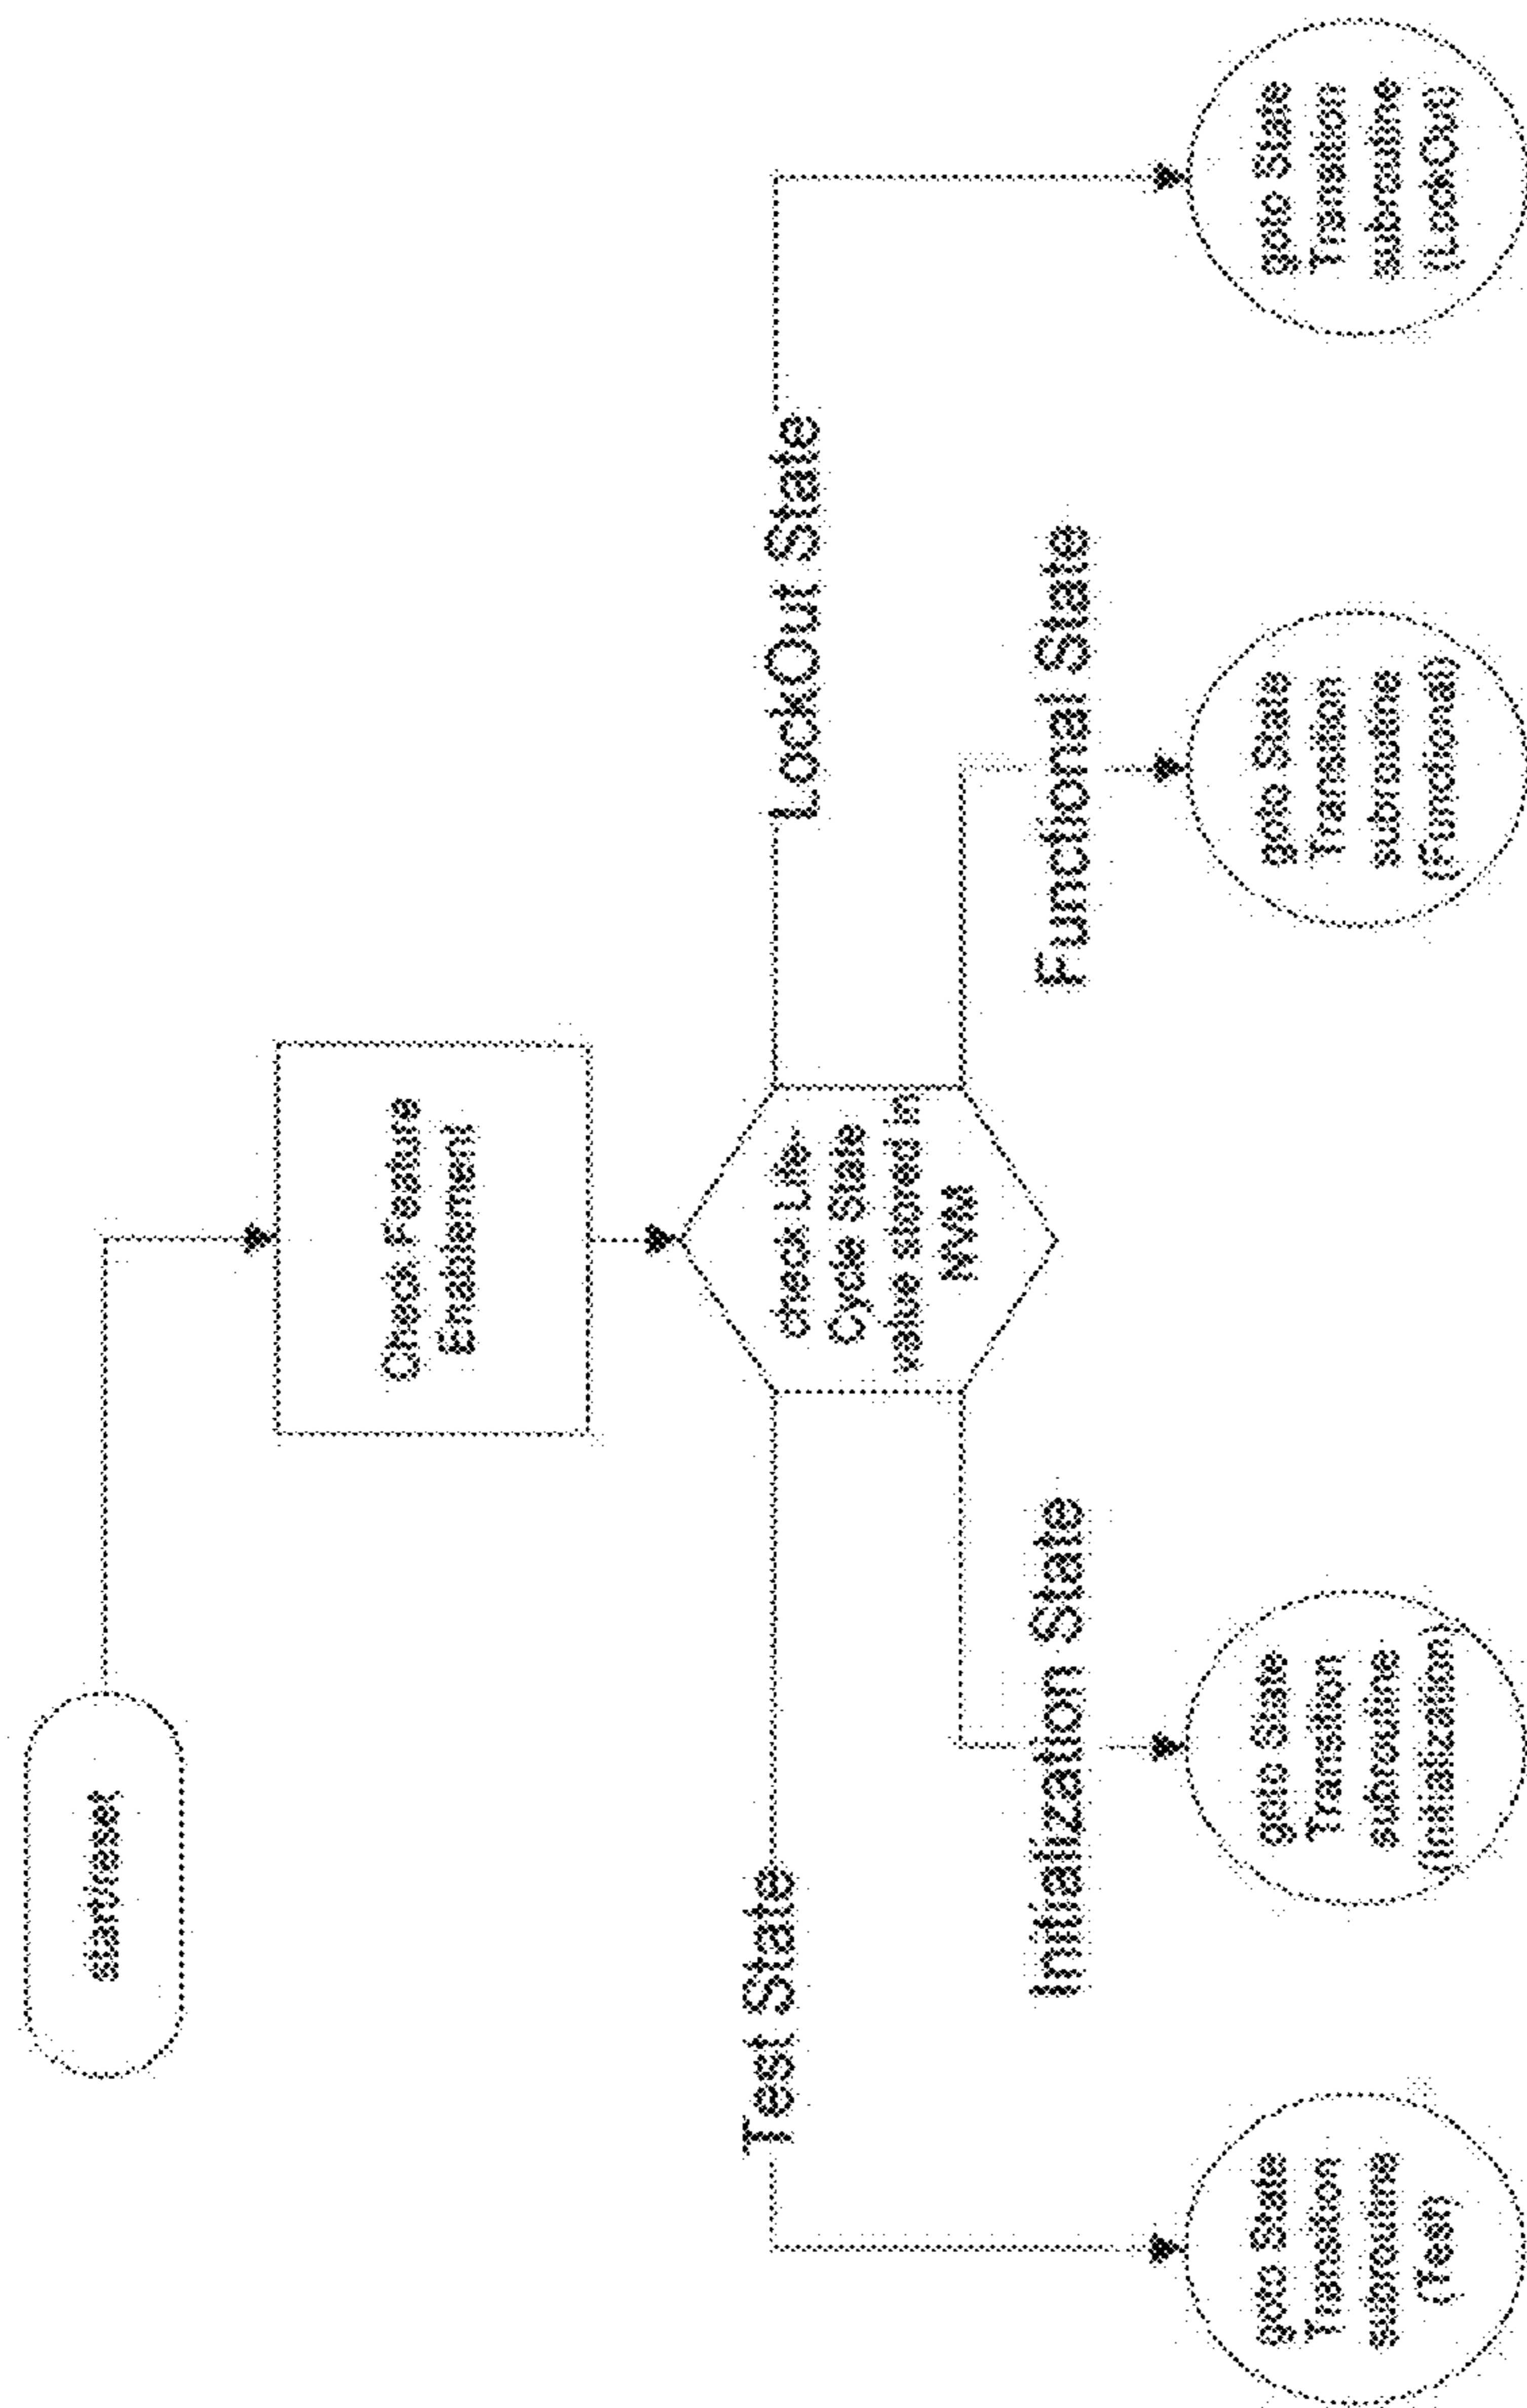 start/reset
Check Feature
Enablement
check Life-
Cycle State
value stored in
NVM
Test State
LockOut State
Initialization State
Functional State
goto State
Transition
subroutine
(Test)
goto State
Transition
subroutine
(Initialization)
goto State
Transition
subroutine
(Functional)
goto State
Transition
subroutine
(LockOut)